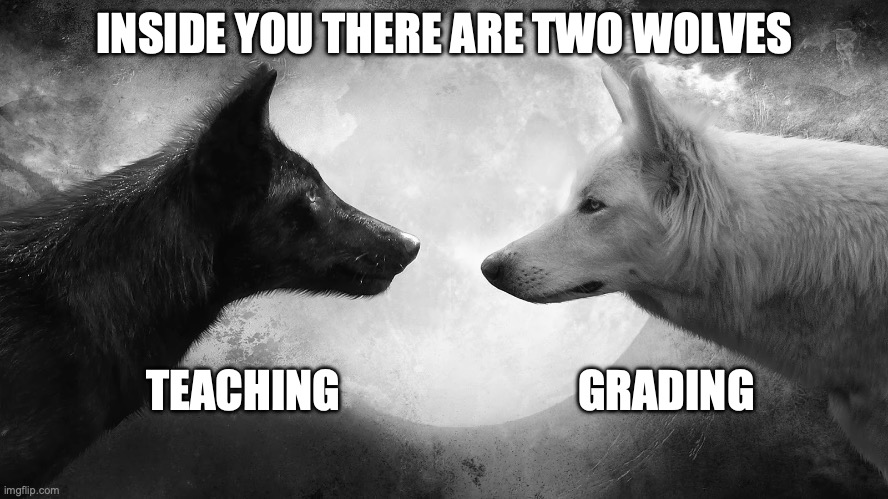 INSIDE YOU THERE ARE TWO WOLVES
TEACHING
GRADING
imgflip.com